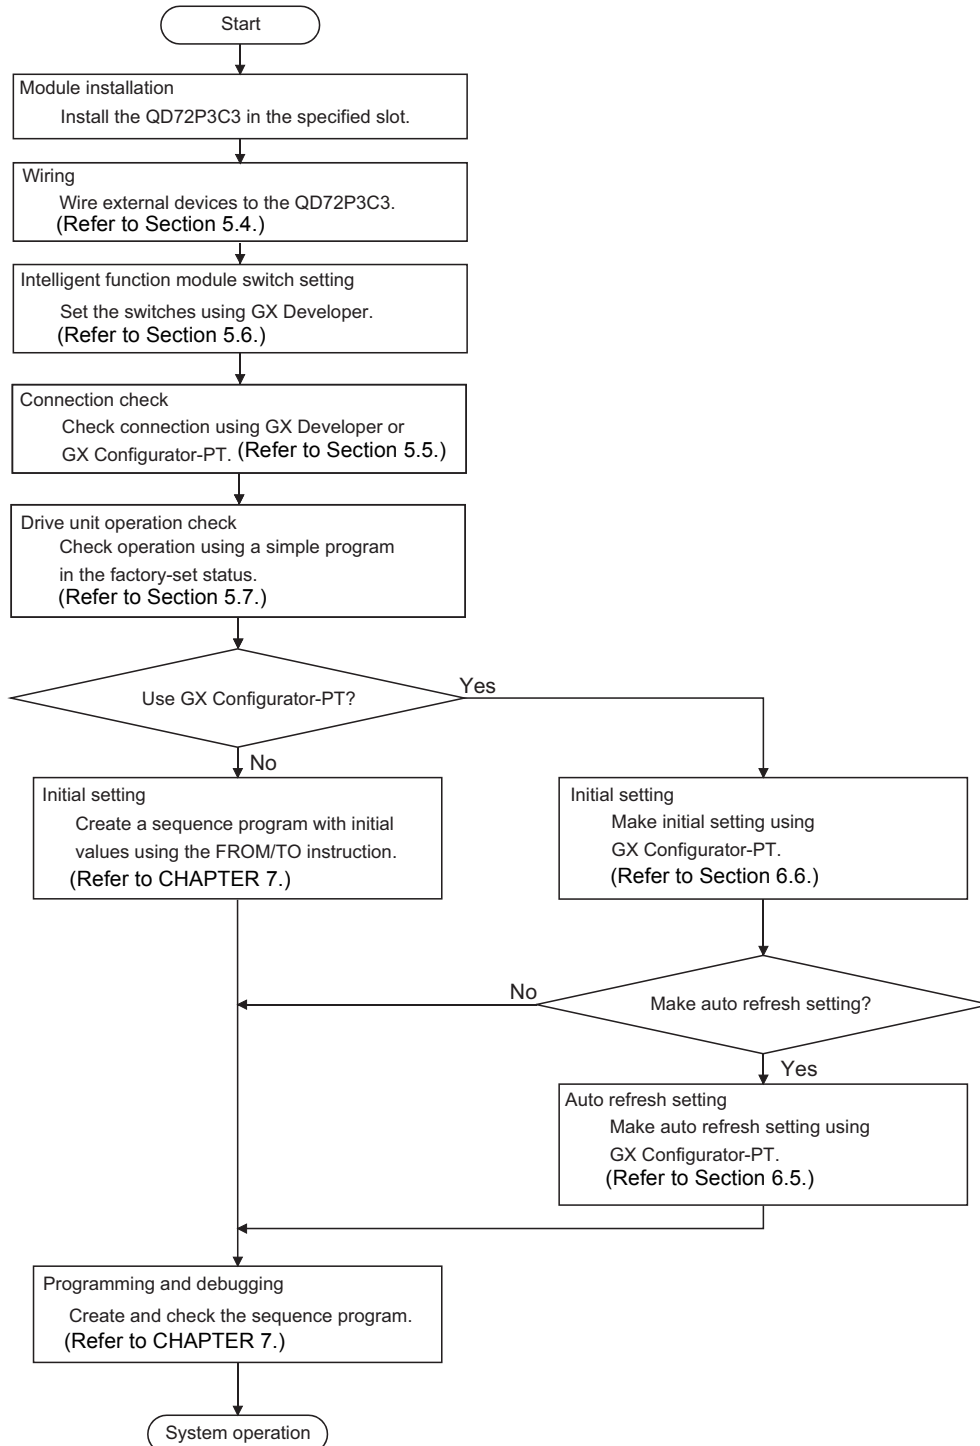 Start
Module installation
Install the QD72P3C3 in the specified slot.
Wiring
Wire external devices to the QD72P3C3.
(Refer to Section 5.4.)
Intelligent function module switch setting
Set the switches using GX Developer.
(Refer to Section 5.6.)
Connection check
Check connection using GX Developer or
GX Configurator-PT. (Refer to Section 5.5.)
Drive unit operation check
Check operation using a simple program
in the factory-set status.
(Refer to Section 5.7.)
Use GX Configurator-PT?
Yes
No
Initial setting
Create a sequence program with initial
values using the FROM/TO instruction.
(Refer to CHAPTER 7.)
Initial setting
Make initial setting using
GX Configurator-PT.
(Refer to Section 6.6.)
No
Make auto refresh setting?
Yes
Auto refresh setting
Make auto refresh setting using
GX Configurator-PT.
(Refer to Section 6.5.)
Programming and debugging
Create and check the sequence program.
(Refer to CHAPTER 7.)
System operation